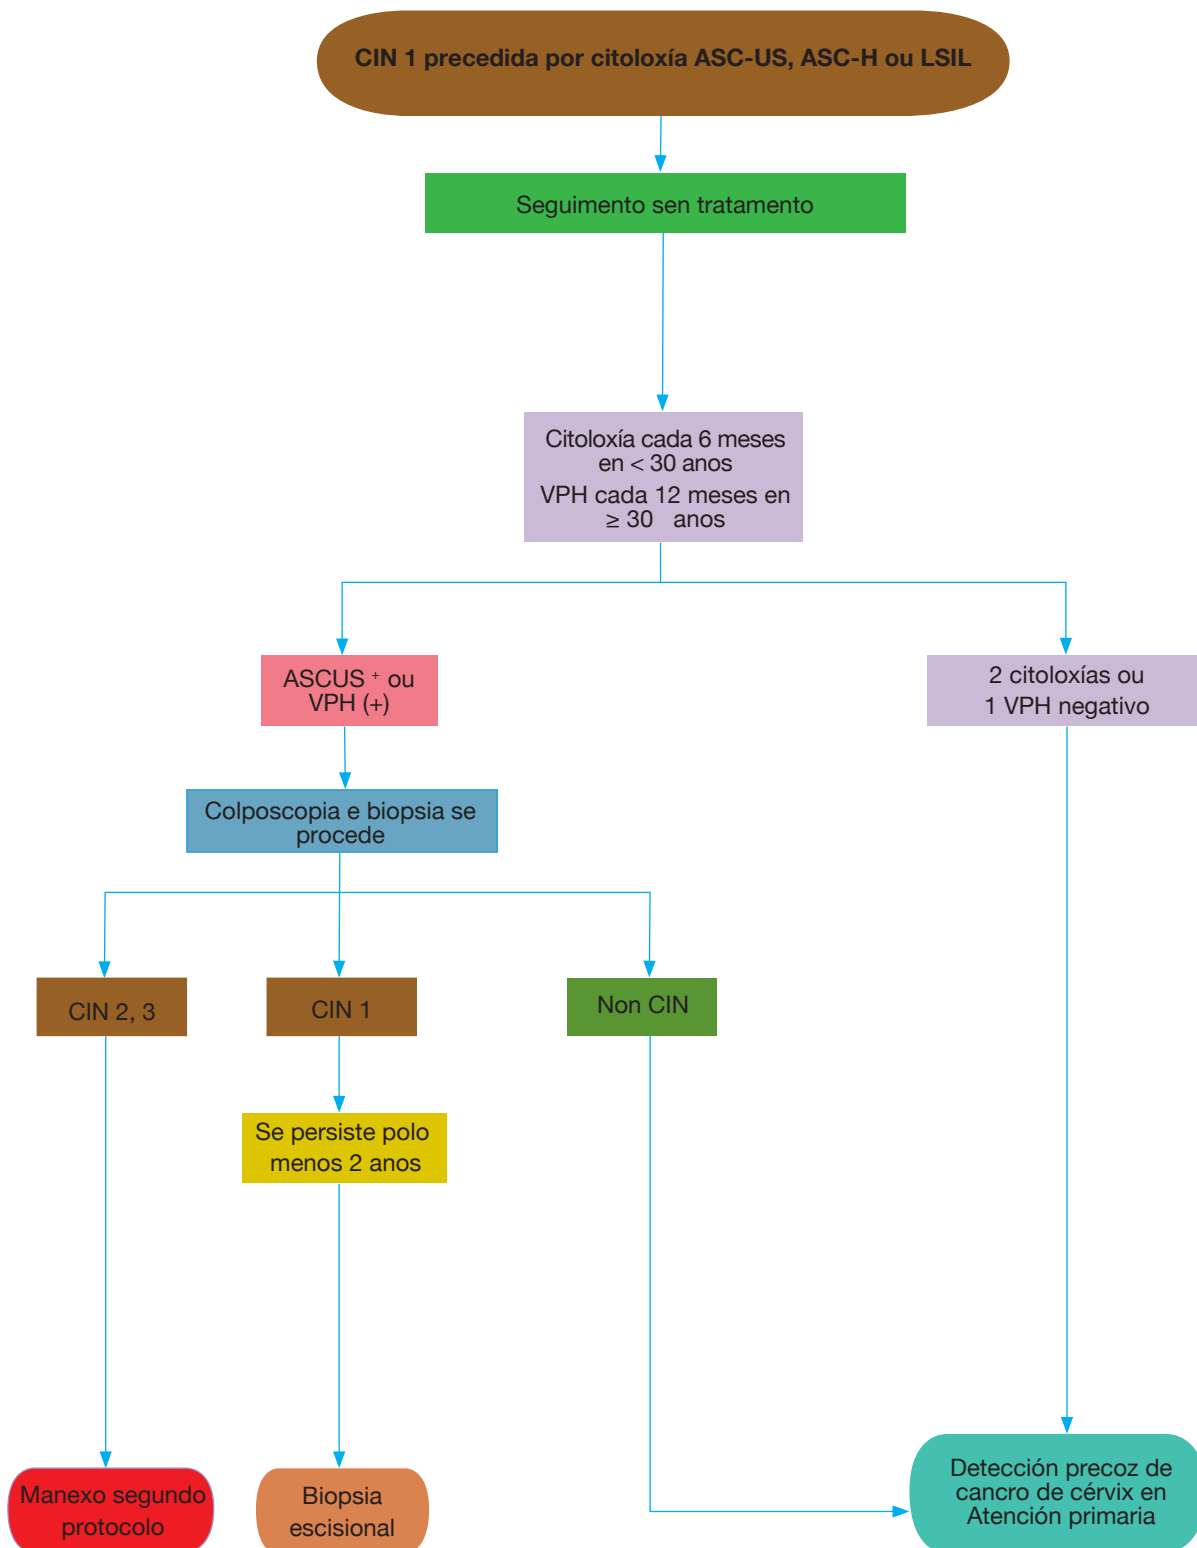 CIN 1 precedida por citoloxía ASC-US, ASC-H ou LSIL
Seguimento sen tratamento
Citoloxía cada 6 meses
en < 30 anos
VPH cada 12 meses en
≥ 30 anos
ASCUS + ou
VPH (+)
2 citoloxías ou
1 VPH negativo
Colposcopia e biopsia se
procede
CIN 2, 3
CIN 1
Non CIN
Se persiste polo
menos 2 anos
Manexo segundo
protocolo
Biopsia
escisional
Detección precoz de
cancro de cérvix en
Atención primaria